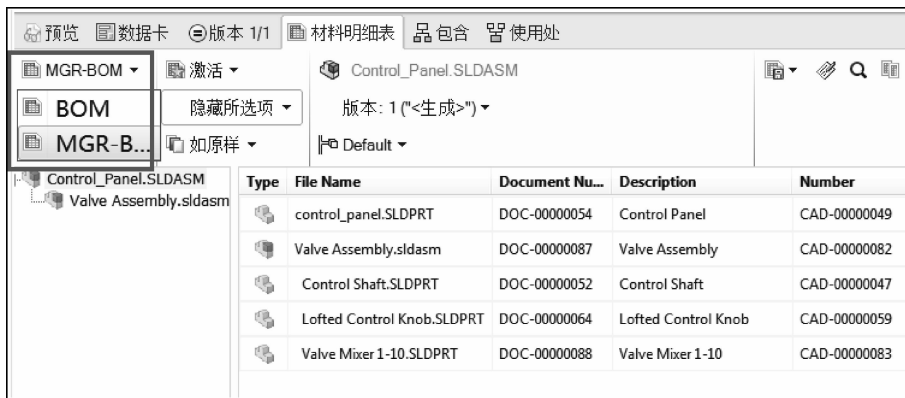 预览 数据卡 版本 1/1 材料明细表 包含 使用处
MGR-BOM 激活 Control_Panel.SLDASM
BOM 隐藏所选项 版本: 1 ("<生成>")
MGR-B... 如原样 Default
Control_Panel.SLDASM Type File Name Document Nu... Description Number
Valve Assembly.sldasm control_panel.SLDPRT DOC-00000054 Control Panel CAD-00000049
Valve Assembly.sldasm DOC-00000087 Valve Assembly CAD-00000082
Control Shaft.SLDPRT DOC-00000052 Control Shaft CAD-00000047
Lofted Control Knob.SLDPRT DOC-00000064 Lofted Control Knob CAD-00000059
Valve Mixer 1-10.SLDPRT DOC-00000088 Valve Mixer 1-10 CAD-00000083